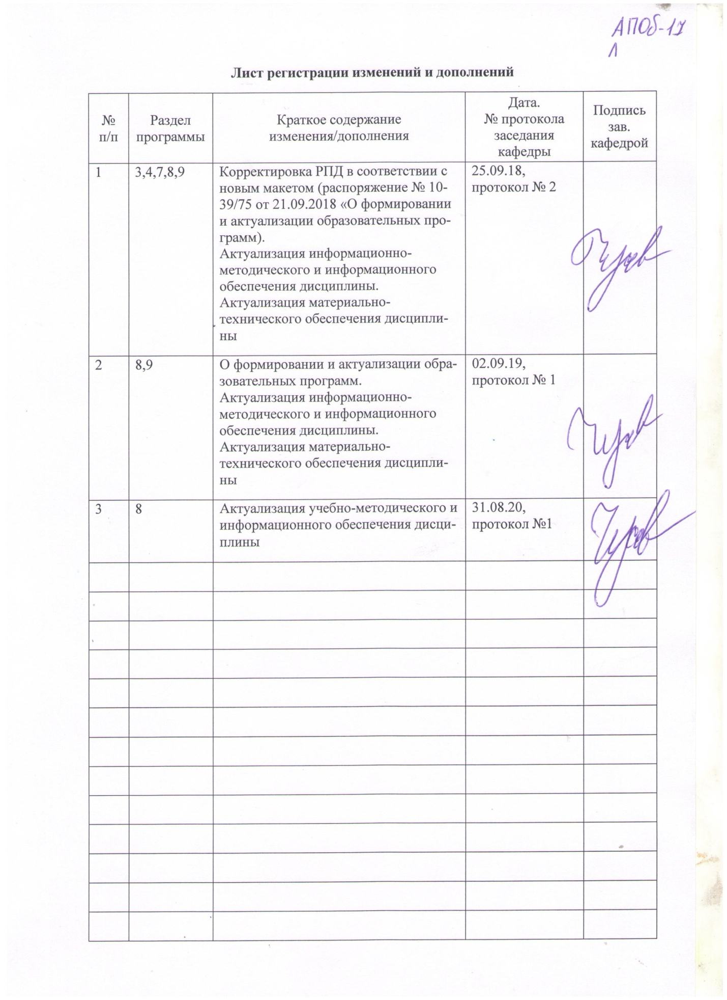 АПОб-17
1
Лист регистрации изменений и дополнений
№
п/п
Раздел
программы
Краткое содержание
изменения/дополнения
Дата.
№ протокола
заседания
кафедры
Подпись
зав.
кафедрой
1
3,4,7,8,9
Корректировка РПД в соответствии с
новым макетом (распоряжение № 10-
39/75 от 21.09.2018 «О формировании
и актуализации образовательных про-
грамм).
Актуализация информационно-
методического и информационного
обеспечения дисциплины.
Актуализация материально-
технического обеспечения дисципли-
ны
25.09.18,
протокол № 2
2
8,9
О формировании и актуализации обра-
зовательных программ.
Актуализация информационно-
методического и информационного
обеспечения дисциплины.
Актуализация материально-
технического обеспечения дисципли-
ны
02.09.19,
протокол № 1
3
8
Актуализация учебно-методического и
информационного обеспечения дисци-
плины
31.08.20,
протокол №1